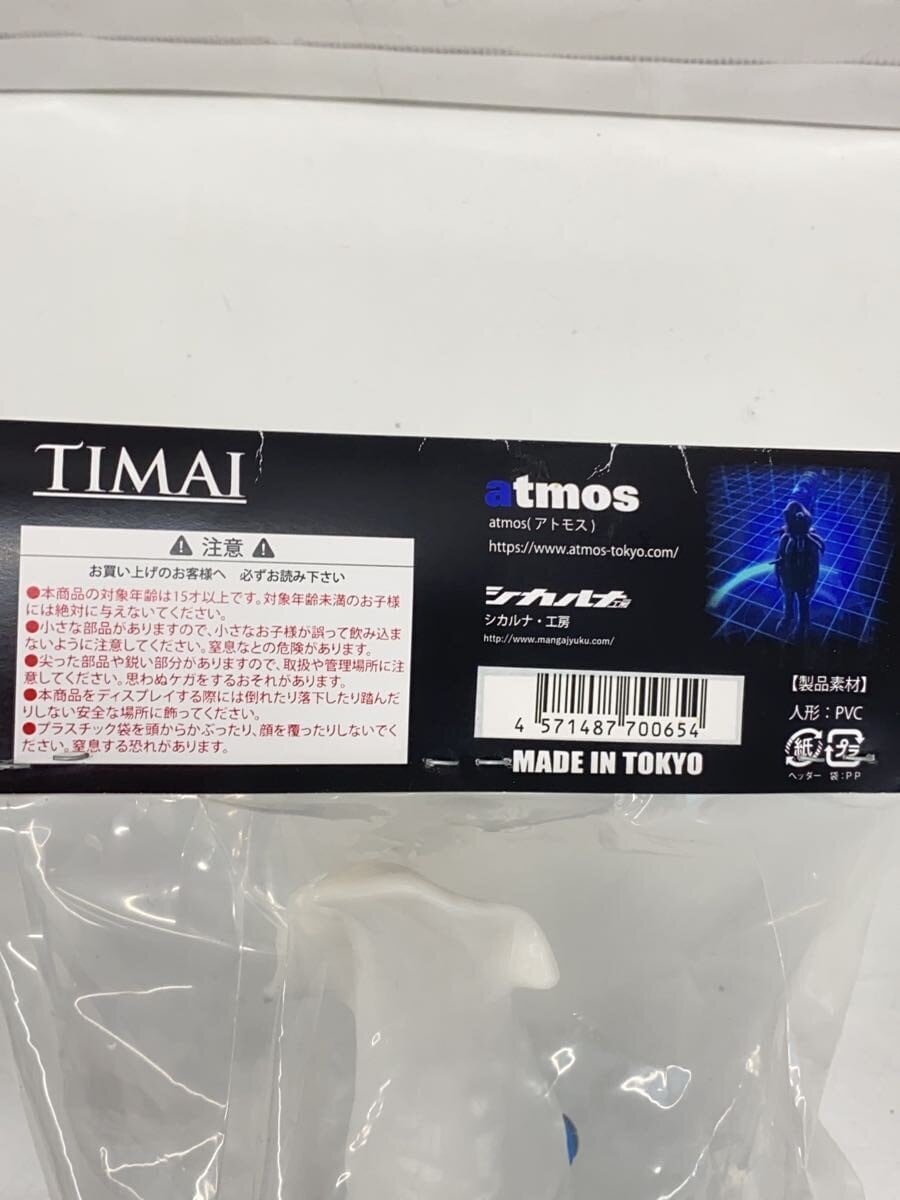 TIMAI
注意
お買い上げのお客様へ　必ずお読み下さい
●本商品の対象年齢は15才以上です。対象年齢未満のお子様
には絶対に与えないでください。
●小さな部品がありますので、小さなお子様が誤って飲み込ま
ないように注意してください。窒息などの危険があります。
●尖った部品や鋭い部分がありますので、取扱や管理場所に注
意してください。思わぬケガをするおそれがあります。
●本商品をディスプレイする際には倒れたり落下したり踏んだ
りしない安全な場所に飾ってください。
●プラスチック袋を頭からかぶったり、顔を覆ったりしないでく
ださい。窒息する恐れがあります。
atmos
atmos(アトモス)
https://www.atmos-tokyo.com/
シカルナ工房
シカルナ・工房
http://www.mangajyuku.com/
4 571487 700654
MADE IN TOKYO
【製品素材】
人形：PVC
紙 プラ
ヘッダー 袋：PP